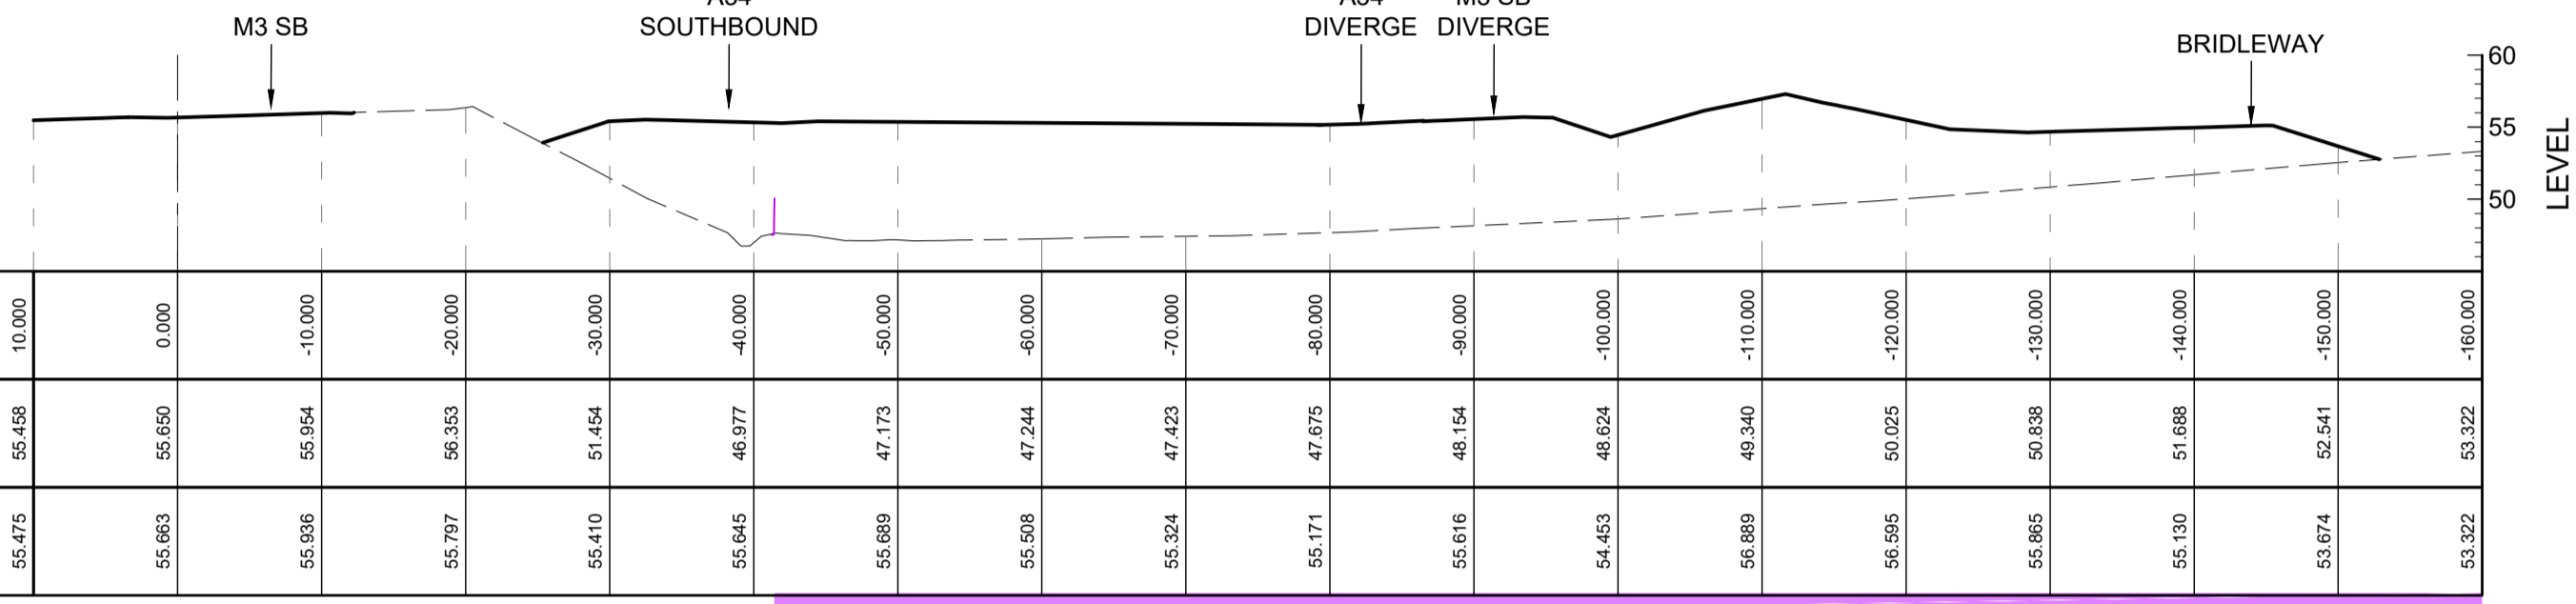 M3 SB
SOUTHBOUND
DIVERGE
DIVERGE
BRIDLEWAY
60
55
50
LEVEL
10.000 0.000 -10.000 -20.000 -30.000 -40.000 -50.000 -60.000 -70.000 -80.000 -90.000 -100.000 -110.000 -120.000 -130.000 -140.000 -150.000 -160.000
55.458 55.650 55.954 56.353 51.454 46.977 47.173 47.244 47.423 47.675 48.154 48.624 49.340 50.025 50.838 51.688 52.541 53.322
55.475 55.663 55.936 55.797 55.410 55.645 55.689 55.508 55.324 55.171 55.616 54.453 56.889 56.595 55.865 55.130 53.674 53.322